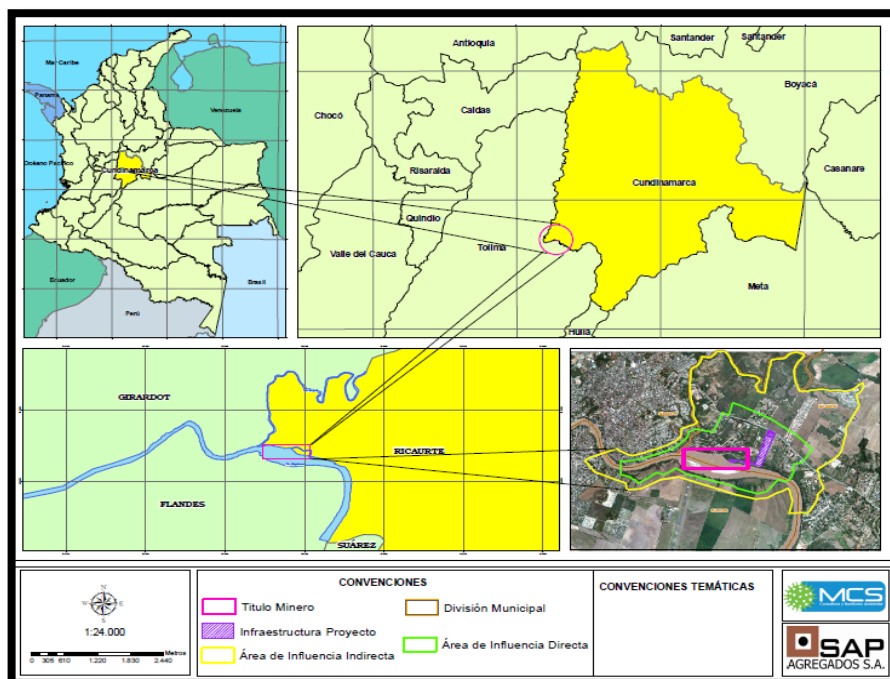 Mar Caribe
Panamá
Venezuela
Océano Pacífico
Cundinamarca
Ecuador
Brasil
Perú
Antioquia
Santander
Santander
Boyacá
Chocó
Caldas
Casanare
Risaralda
Cundinamarca
Quindío
Tolima
Valle del Cauca
Meta
Huila
GIRARDOT
RICAURTE
FLANDES
SUÁREZ
CONVENCIONES
CONVENCIONES TEMÁTICAS
N
W E
S
1:24.000
Metros
0 305 610 1.220 1.830 2.440
Titulo Minero
División Municipal
Infraestructura Proyecto
Área de Influencia Directa
Área de Influencia Indirecta
MCS
SAP
AGREGADOS S.A.